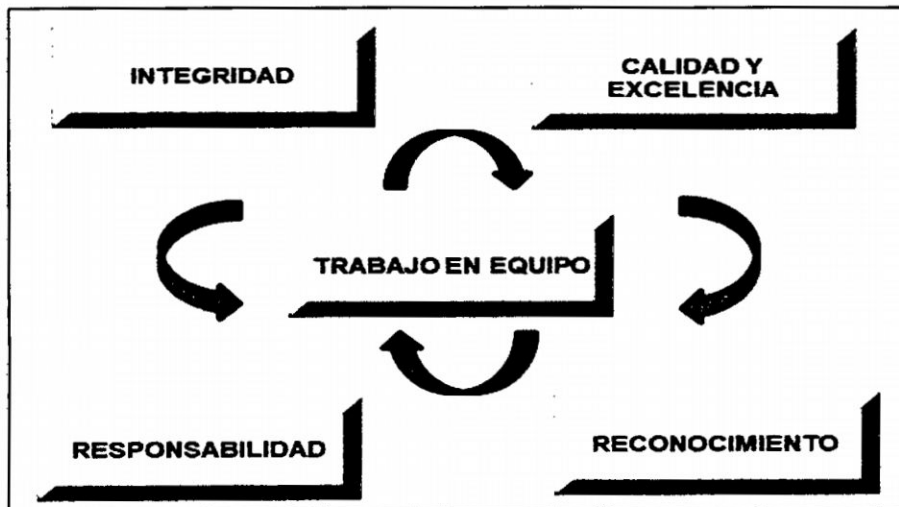 INTEGRIDAD
CALIDAD Y
EXCELENCIA
TRABAJO EN EQUIPO
RESPONSABILIDAD
RECONOCIMIENTO